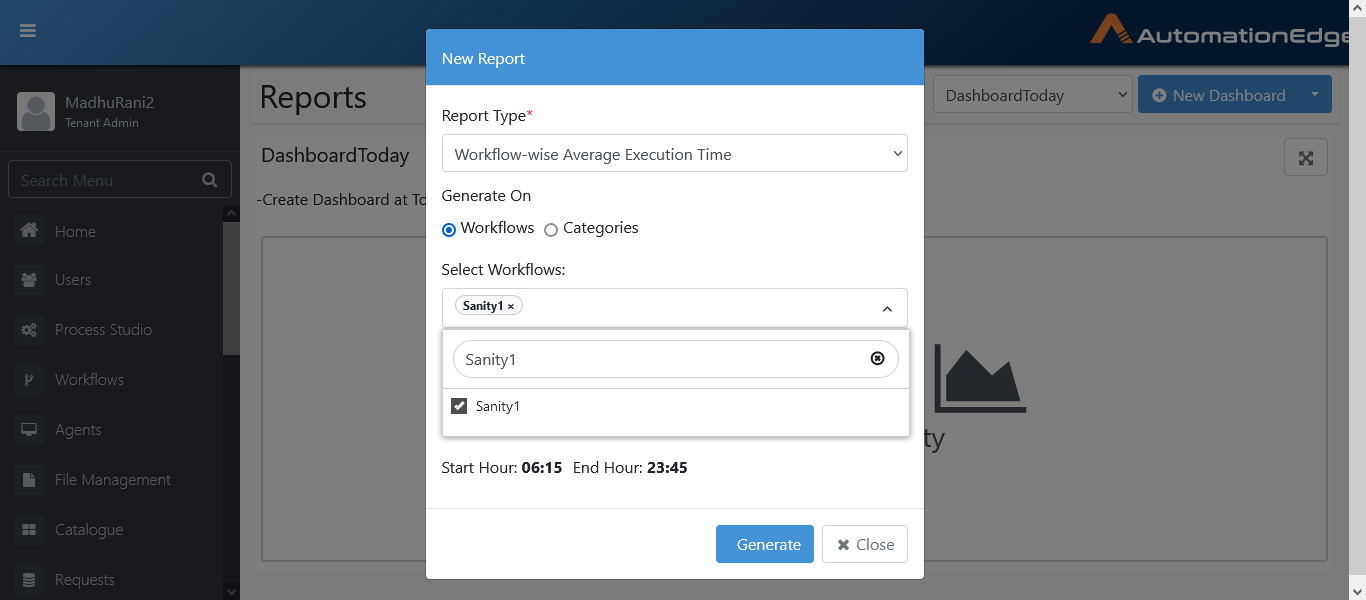 AutomationEdge
MadhuRani2
Tenant Admin
Search Menu
Home
Users
Process Studio
Workflows
Agents
File Management
Catalogue
Requests
Reports
DashboardToday
New Dashboard
DashboardToday
-Create Dashboard at To
ty
New Report
Report Type*
Workflow-wise Average Execution Time
Generate On
Workflows Categories
Select Workflows:
Sanity1 ×
Sanity1
Sanity1
Start Hour: 06:15 End Hour: 23:45
Generate
Close